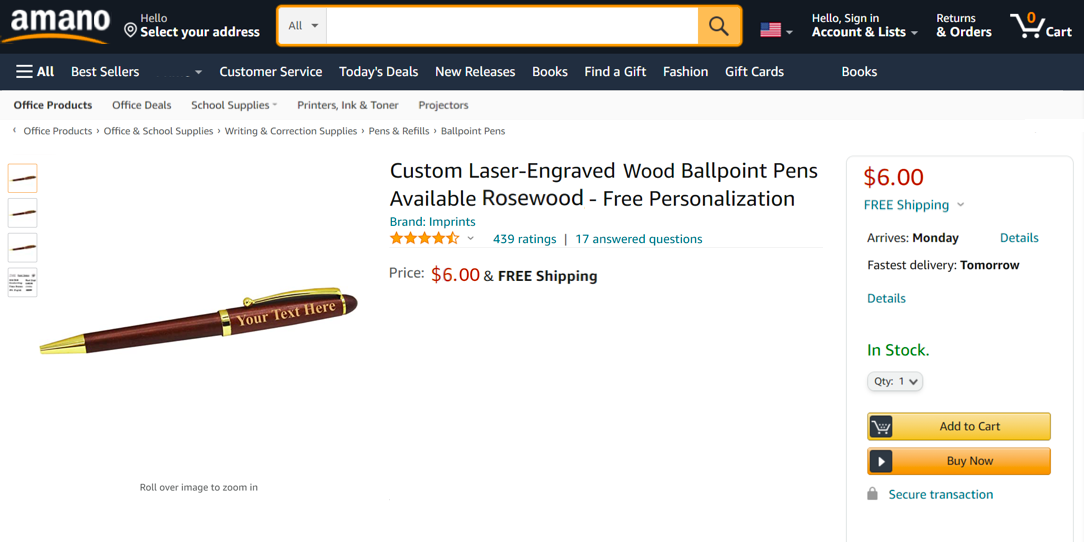 amano
Hello
Select your address
All
Hello, Sign in
Account & Lists
Returns
& Orders
0
Cart
All
Best Sellers
Customer Service
Today's Deals
New Releases
Books
Find a Gift
Fashion
Gift Cards
Books
Office Products
Office Deals
School Supplies
Printers, Ink & Toner
Projectors
‹ Office Products › Office & School Supplies › Writing & Correction Supplies › Pens & Refills › Ballpoint Pens
Custom Laser-Engraved Wood Ballpoint Pens
Available Rosewood - Free Personalization
Brand: Imprints
439 ratings | 17 answered questions
Price: $6.00 & FREE Shipping
Your Text Here
Roll over image to zoom in
$6.00
FREE Shipping
Arrives: Monday
Details
Fastest delivery: Tomorrow
Details
In Stock.
Qty: 1
Add to Cart
Buy Now
Secure transaction